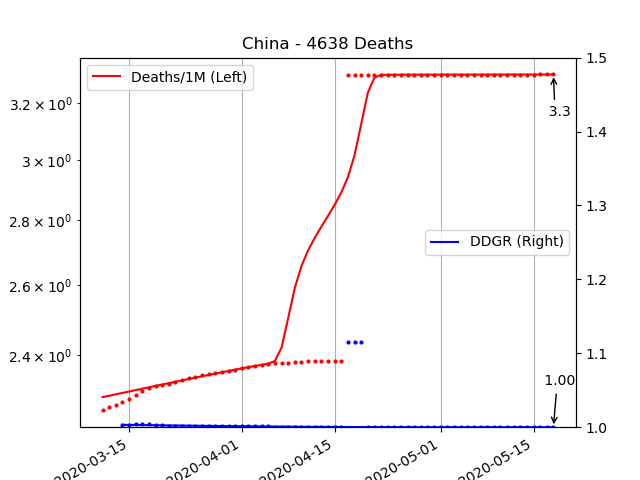 China - 4638 Deaths
Deaths/1M (Left)
DDGR (Right)
3.2 × 10⁰
3 × 10⁰
2.8 × 10⁰
2.6 × 10⁰
2.4 × 10⁰
1.5
1.4
1.3
1.2
1.1
1.0
3.3
1.00
2020-03-15
2020-04-01
2020-04-15
2020-05-01
2020-05-15